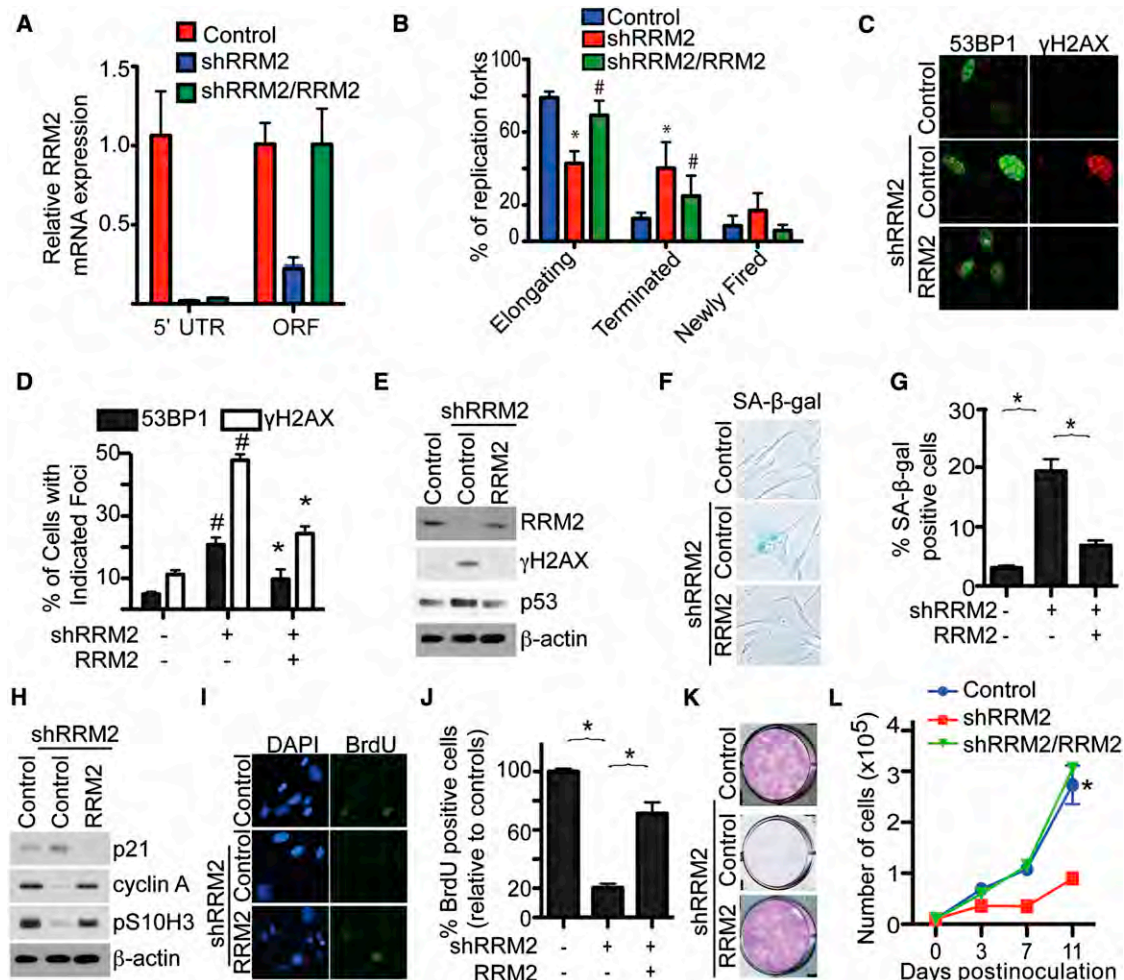 A
Control
shRRM2
shRRM2/RRM2
Relative RRM2
mRNA expression
1.5
1.0
0.5
5' UTR
ORF
B
Control
shRRM2
shRRM2/RRM2
% of replication forks
80
40
0
*
#
*
#
Elongating
Terminated
Newly Fired
C
53BP1
γH2AX
Control
shRRM2
Control
RRM2
D
53BP1
γH2AX
% of Cells with
Indicated Foci
50
30
10
#
#
*
*
shRRM2
- + +
RRM2
- - +
E
shRRM2
Control
Control
RRM2
RRM2
γH2AX
p53
β-actin
F
SA-β-gal
Control
shRRM2
Control
RRM2
G
% SA-β-gal
positive cells
30
20
10
0
*
*
shRRM2
- + +
RRM2
- - +
H
shRRM2
Control
Control
RRM2
p21
cyclin A
pS10H3
β-actin
I
DAPI
BrdU
Control
shRRM2
Control
RRM2
J
% BrdU positive cells
(relative to controls)
100
60
20
0
*
*
shRRM2
- + +
RRM2
- - +
K
Control
shRRM2
Control
RRM2
L
Control
shRRM2
shRRM2/RRM2
Number of cells (x10⁵)
3
2
1
0
*
0 3 7 11
Days postinoculation